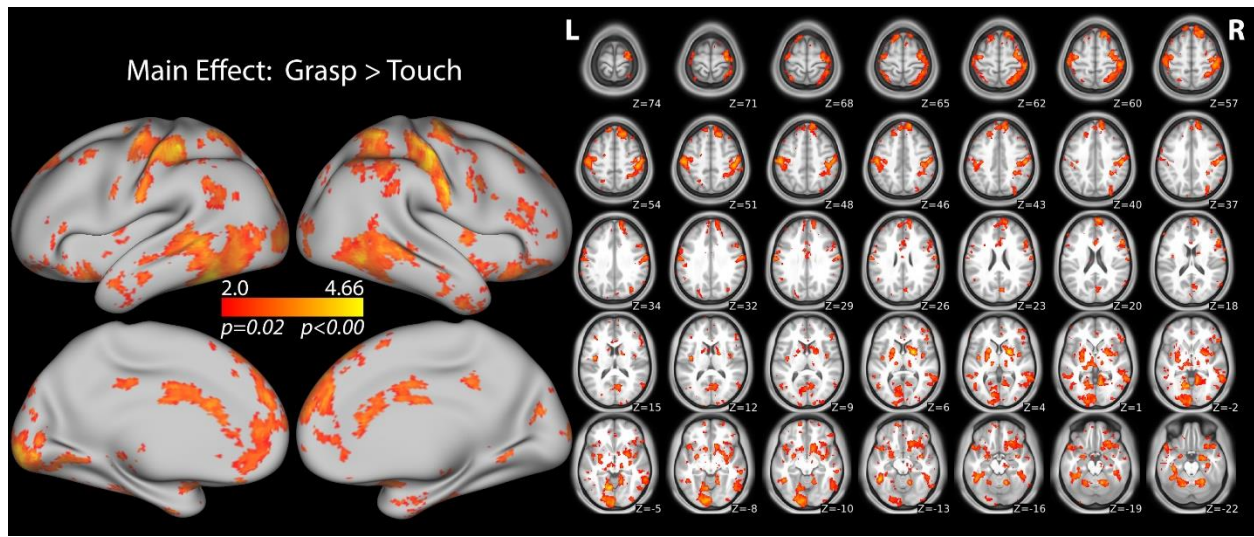 Main Effect: Grasp > Touch
2.0 4.66
p=0.02 p<0.00
L R
Z=74 Z=71 Z=68 Z=65 Z=62 Z=60 Z=57
Z=54 Z=51 Z=48 Z=46 Z=43 Z=40 Z=37
Z=34 Z=32 Z=29 Z=26 Z=23 Z=20 Z=18
Z=15 Z=12 Z=9 Z=6 Z=4 Z=1 Z=-2
Z=-5 Z=-8 Z=-10 Z=-13 Z=-16 Z=-19 Z=-22